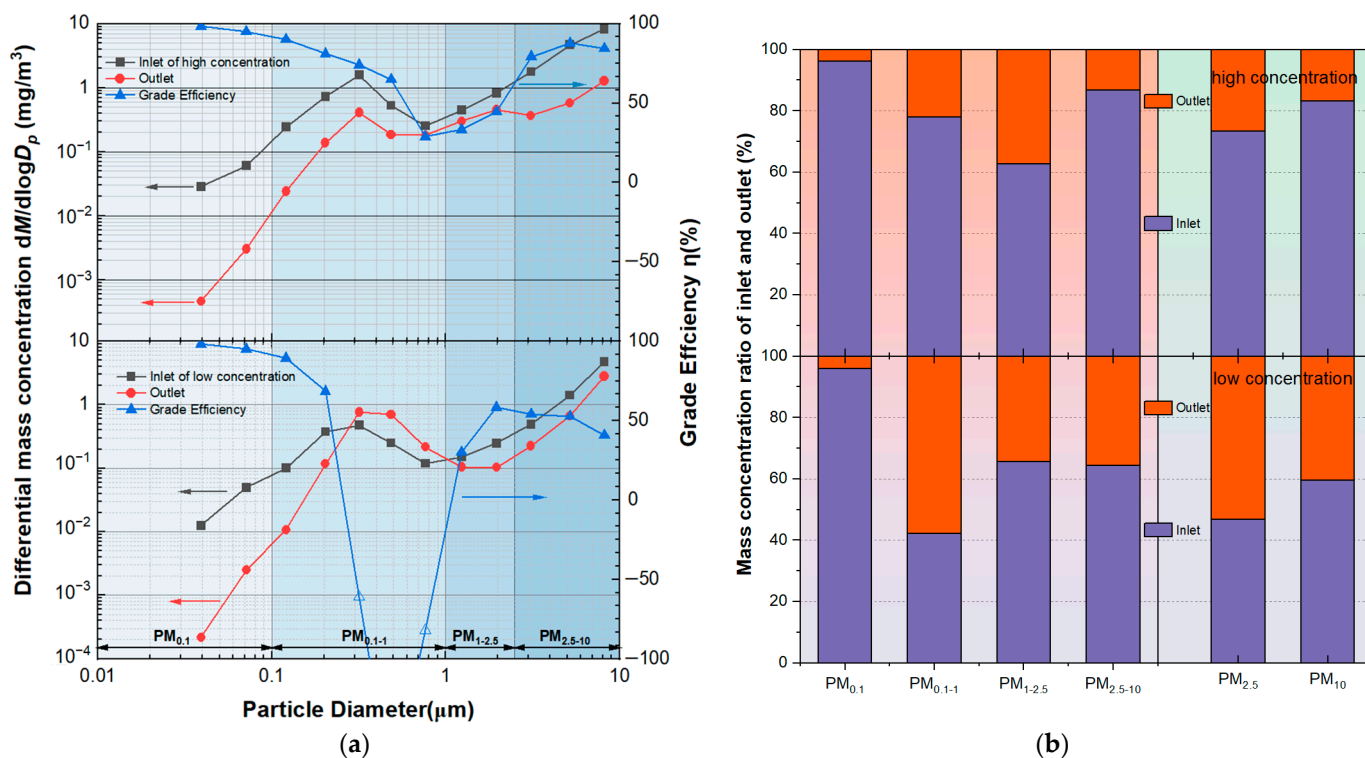 Differential mass concentration dM/dlogDp (mg/m³)
10
1
10⁻¹
10⁻²
10⁻³
10
1
10⁻¹
10⁻²
10⁻³
10⁻⁴
Inlet of high concentration
Outlet
Grade Efficiency
Inlet of low concentration
Outlet
Grade Efficiency
PM0.1
PM0.1-1
PM1-2.5
PM2.5-10
100
50
0
−50
100
50
0
−50
−100
Grade Effciency η(%)
0.01
0.1
1
10
Particle Diameter(μm)
(a)
Mass concentration ratio of inlet and outlet (%)
100
80
60
40
20
100
80
60
40
20
0
high concentration
Outlet
Inlet
low concentration
Outlet
Inlet
PM0.1
PM0.1-1
PM1-2.5
PM2.5-10
PM2.5
PM10
(b)